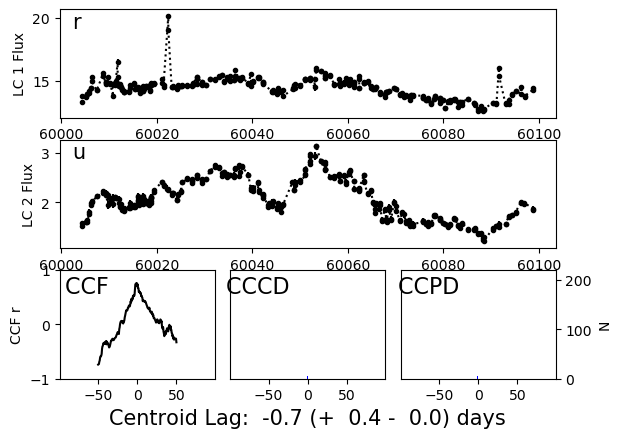 r
20
15
LC 1 Flux
60000 60020 60040 60060 60080 60100
u
3
2
LC 2 Flux
60000 60020 60040 60060 60080 60100
CCF CCCD CCPD
1
0
−1
CCF r
200
100
0
N
−50 0 50 −50 0 50 −50 0 50
Centroid Lag: -0.7 (+ 0.4 - 0.0) days